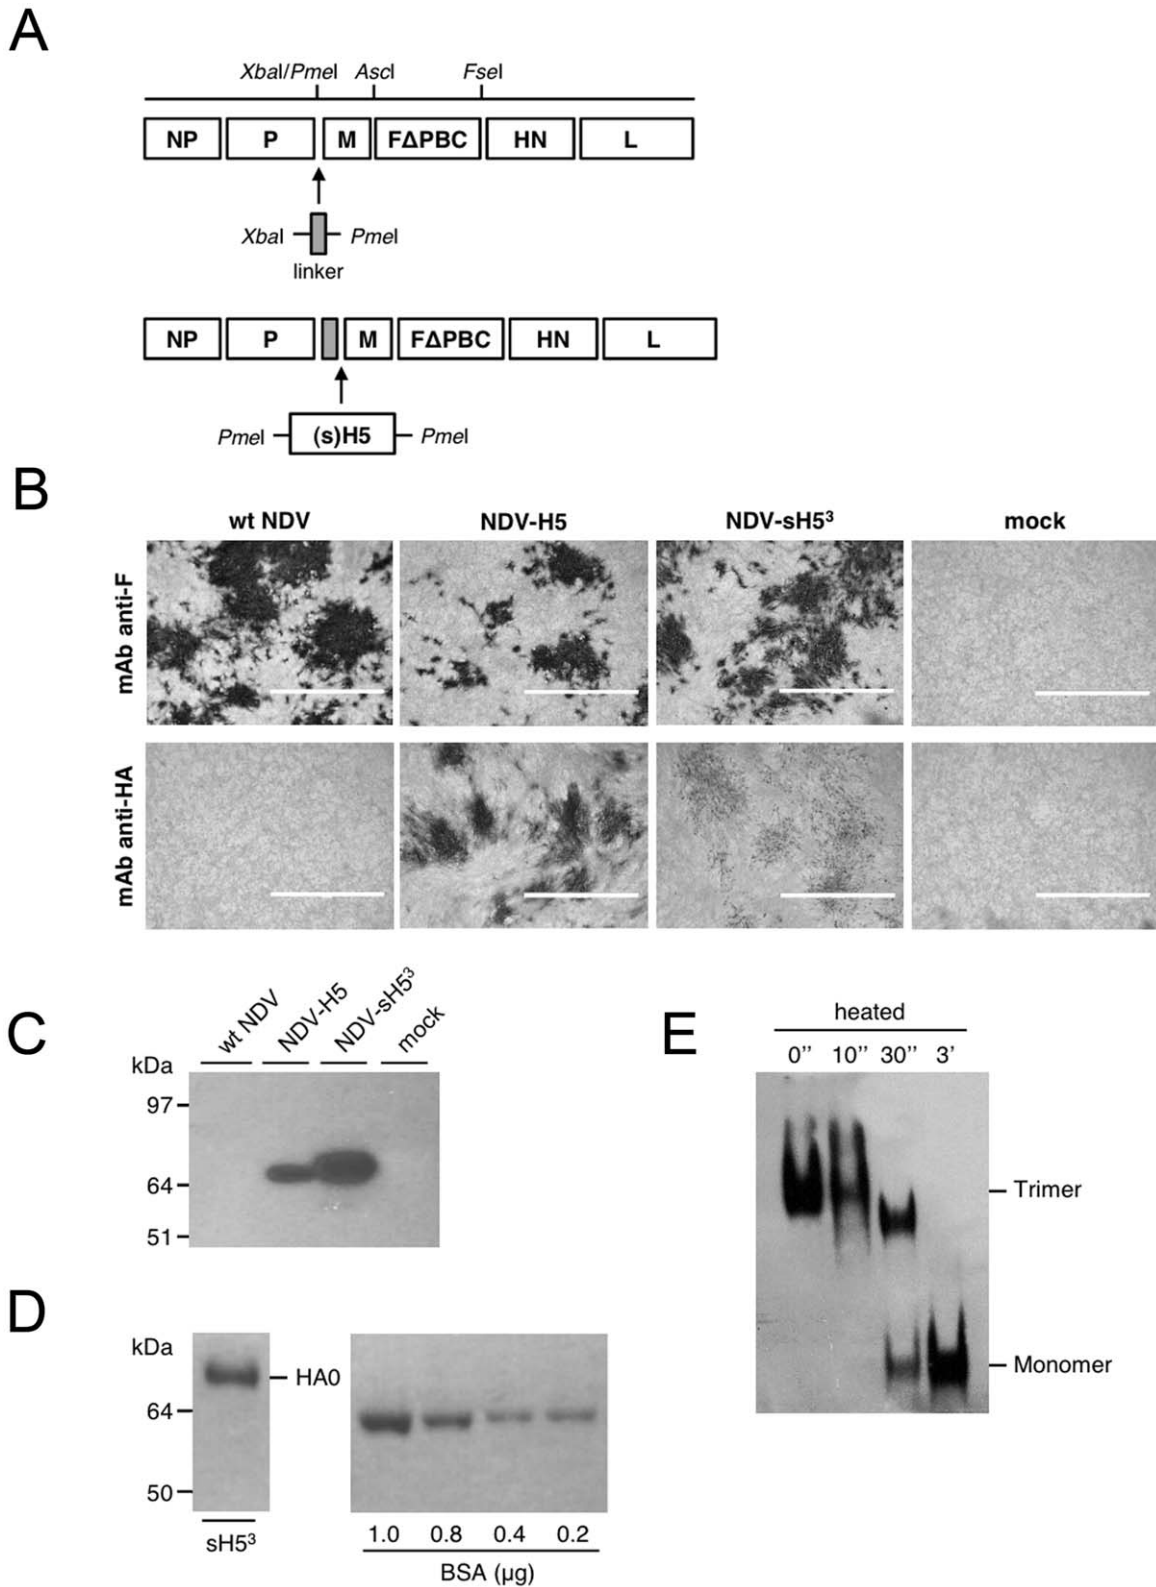 A
XbaI/PmeI AscI FseI
NP P M FΔPBC HN L
XbaI PmeI
linker
NP P M FΔPBC HN L
PmeI (s)H5 PmeI
B
wt NDV NDV-H5 NDV-sH5³ mock
mAb anti-F
mAb anti-HA
C
wt NDV NDV-H5 NDV-sH5³ mock
kDa
97
64
51
D
kDa
HA0
64
50
sH5³
1.0 0.8 0.4 0.2
BSA (µg)
E
heated
0’’ 10’’ 30’’ 3’
Trimer
Monomer